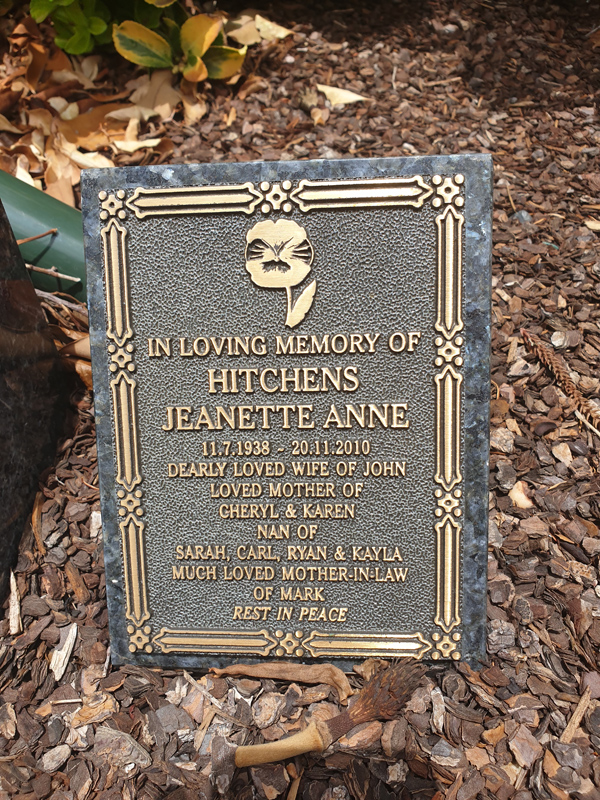 IN LOVING MEMORY OF
HITCHENS
JEANETTE ANNE
11.7.1938 - 20.11.2010
DEARLY LOVED WIFE OF JOHN
LOVED MOTHER OF
CHERYL & KAREN
NAN OF
SARAH, CARL, RYAN & KAYLA
MUCH LOVED MOTHER-IN-LAW
OF MARK
REST IN PEACE